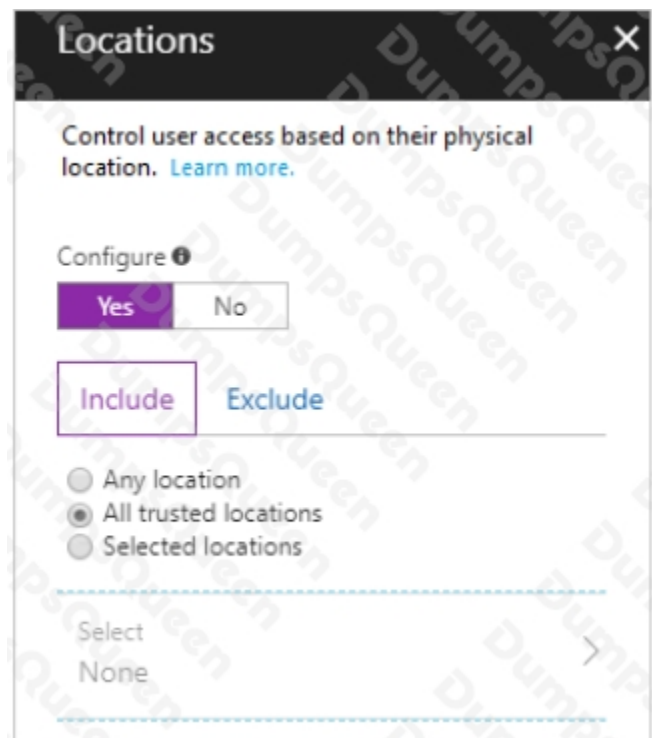 Locations
Control user access based on their physical
location. Learn more.
Configure
Yes No
Include Exclude
Any location
All trusted locations
Selected locations
Select
None
DumpsQueen